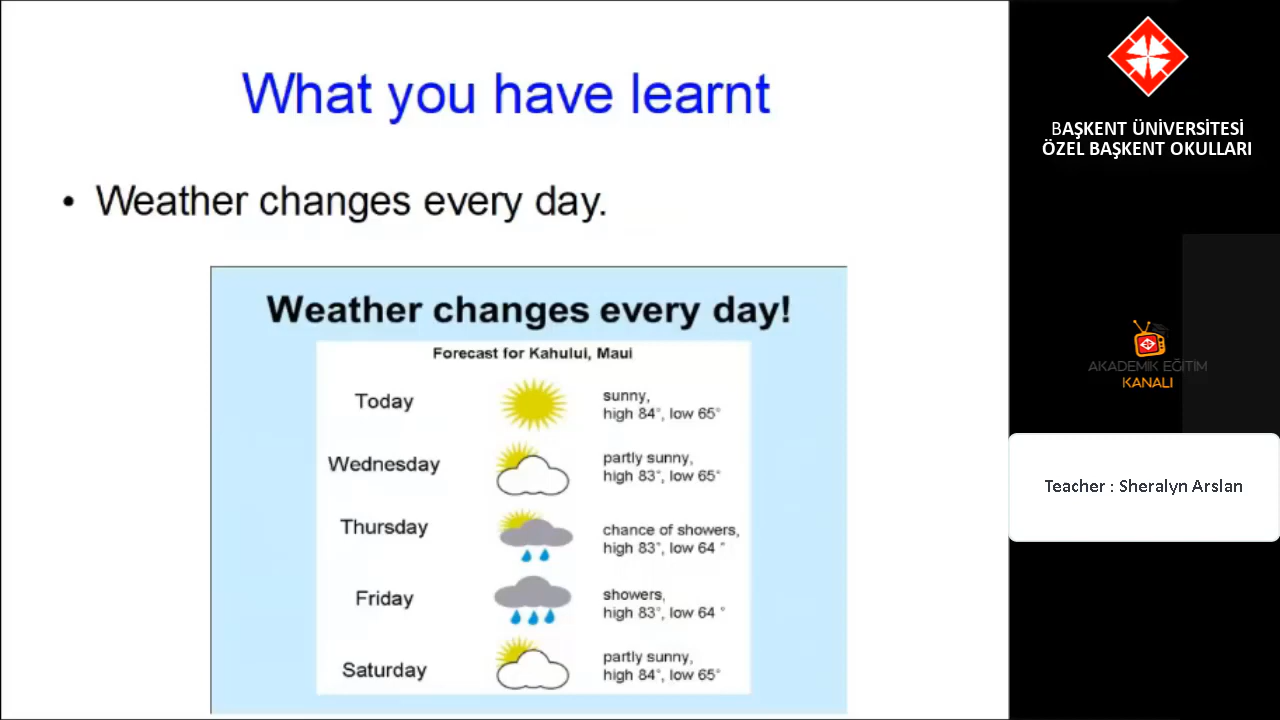 What you have learnt
• Weather changes every day.
Weather changes every day!
Forecast for Kahului, Maui
Today
sunny,
high 84°, low 65°
Wednesday
partly sunny,
high 83°, low 65°
Thursday
chance of showers,
high 83°, low 64 °
Friday
showers,
high 83°, low 64 °
Saturday
partly sunny,
high 84°, low 65°
BAŞKENT ÜNİVERSİTESİ
ÖZEL BAŞKENT OKULLARI
AKADEMİK EĞİTİM
KANALI
Teacher : Sheralyn Arslan